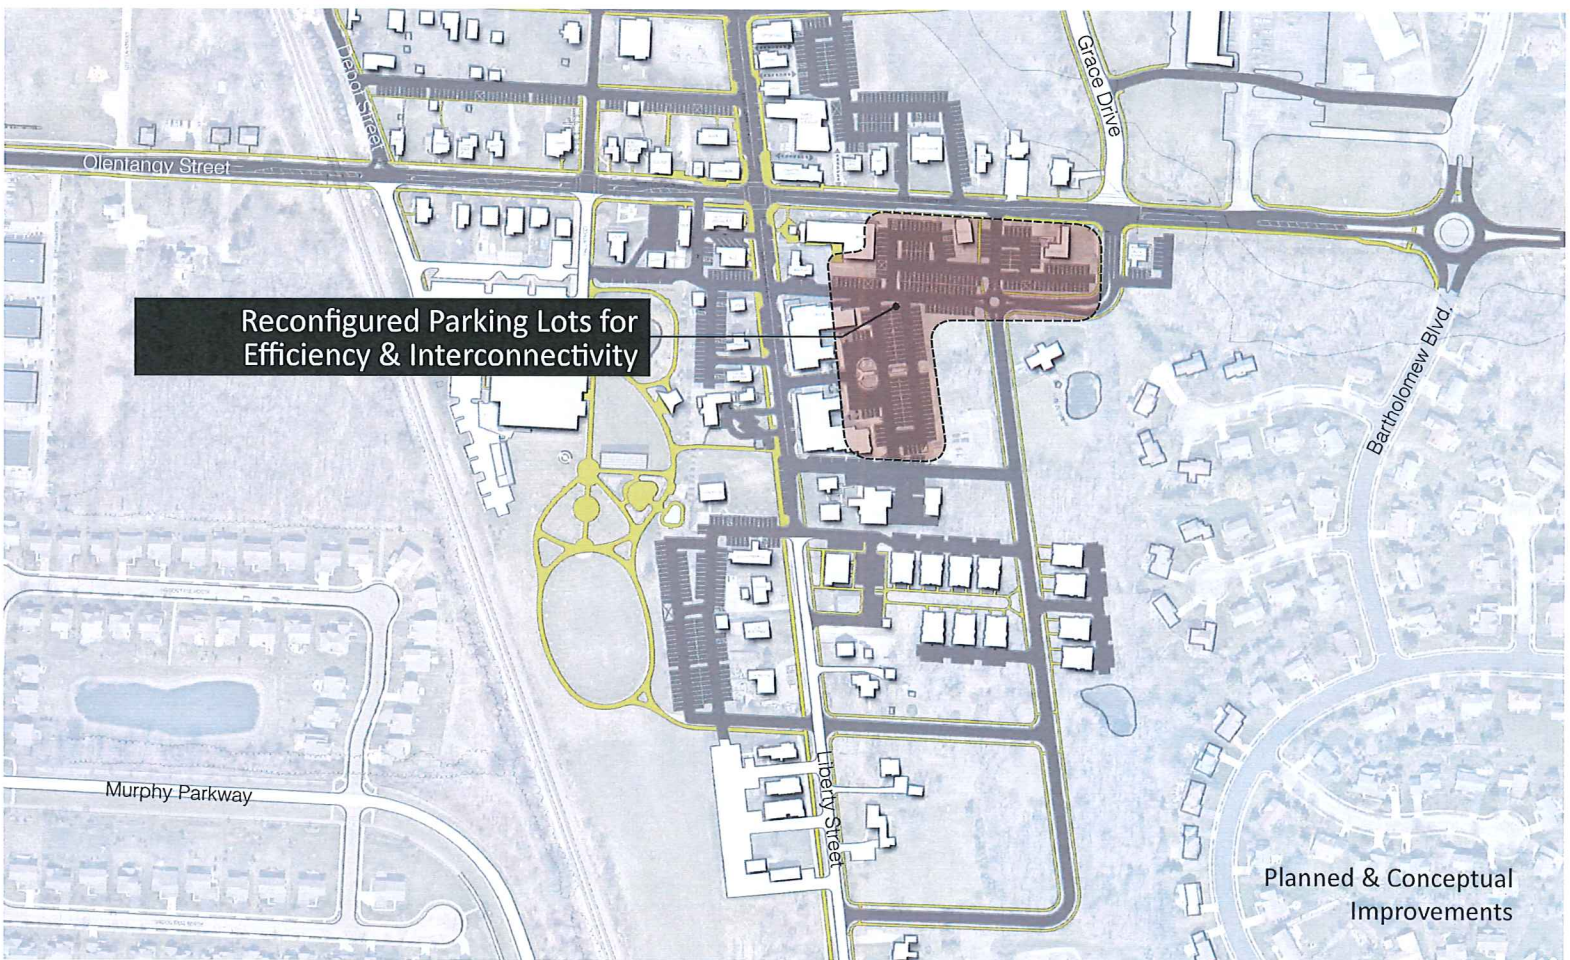 Grace Drive
Depot Street
Olentangy Street
Reconfigured Parking Lots for
Efficiency & Interconnectivity
Bartholomew Blvd.
Murphy Parkway
Liberty Street
Planned & Conceptual
Improvements